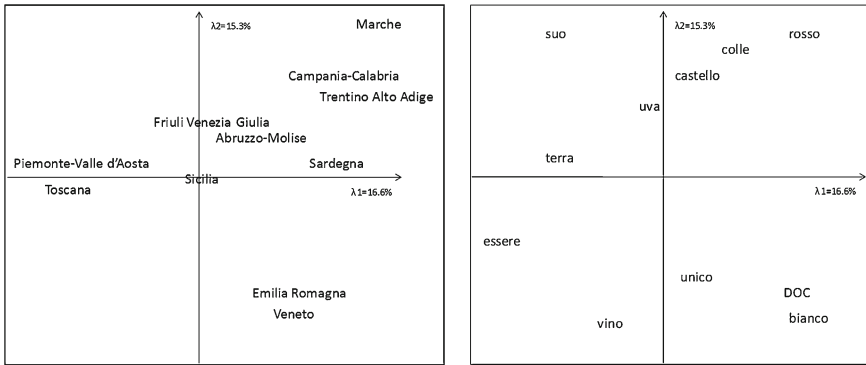 λ2=15.3%
Marche
Campania-Calabria
Trentino Alto Adige
Friuli Venezia Giulia
Abruzzo-Molise
Piemonte-Valle d'Aosta
Sardegna
Sicilia
Toscana
λ1=16.6%
Emilia Romagna
Veneto
λ2=15.3%
suo
rosso
colle
castello
uva
terra
λ1=16.6%
essere
unico
DOC
bianco
vino